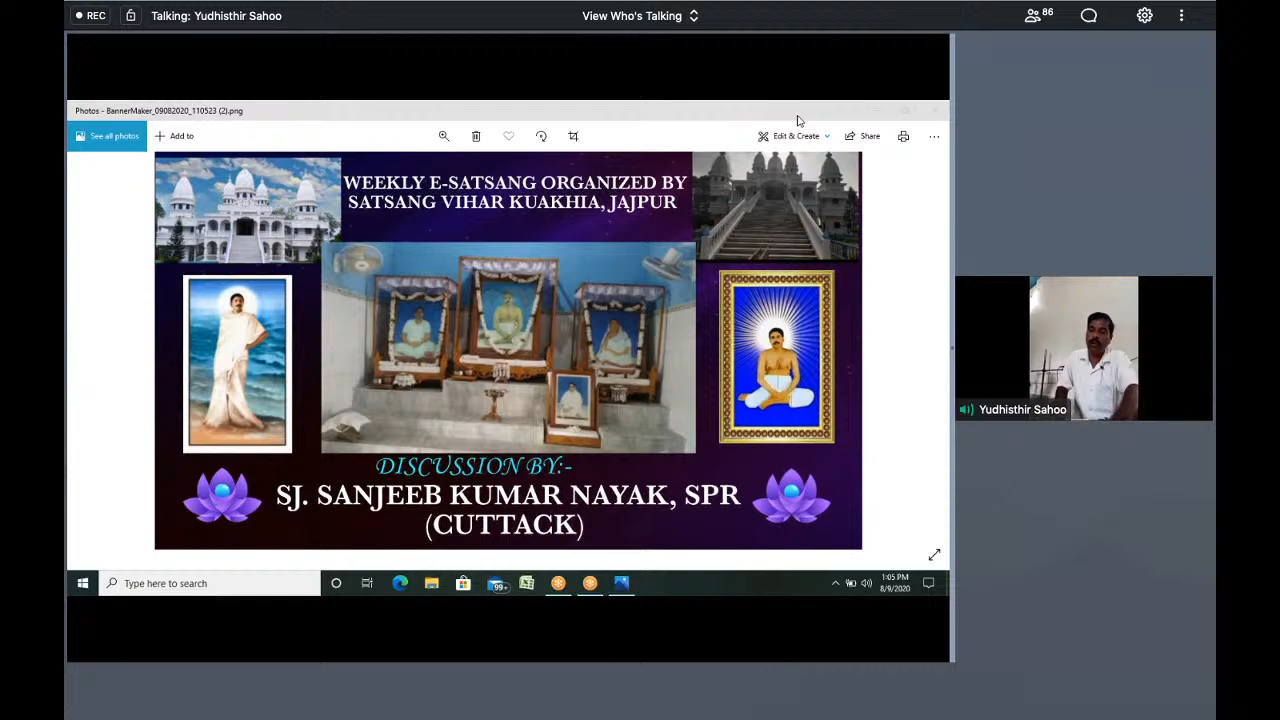 REC
Talking: Yudhisthir Sahoo
View Who's Talking
86
Photos - BannerMaker_09082020_110523 (2).png
See all photos
Add to
Edit & Create
Share
WEEKLY E-SATSANG ORGANIZED BY
SATSANG VIHAR KUAKHIA, JAJPUR
DISCUSSION BY:-
SJ. SANJEEB KUMAR NAYAK, SPR
(CUTTACK)
Yudhisthir Sahoo
Type here to search
99+
1:05 PM
8/9/2020